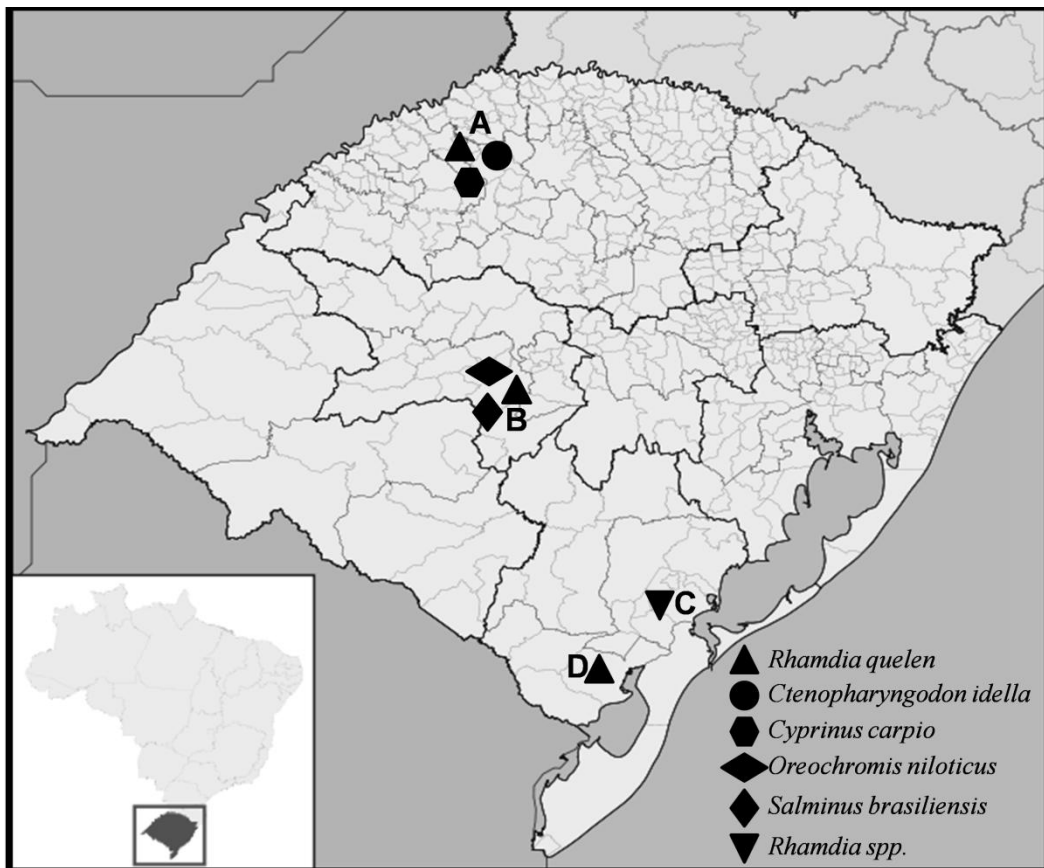 A
B
C
D
Rhamdia quelen
Ctenopharyngodon idella
Cyprinus carpio
Oreochromis niloticus
Salminus brasiliensis
Rhamdia spp.